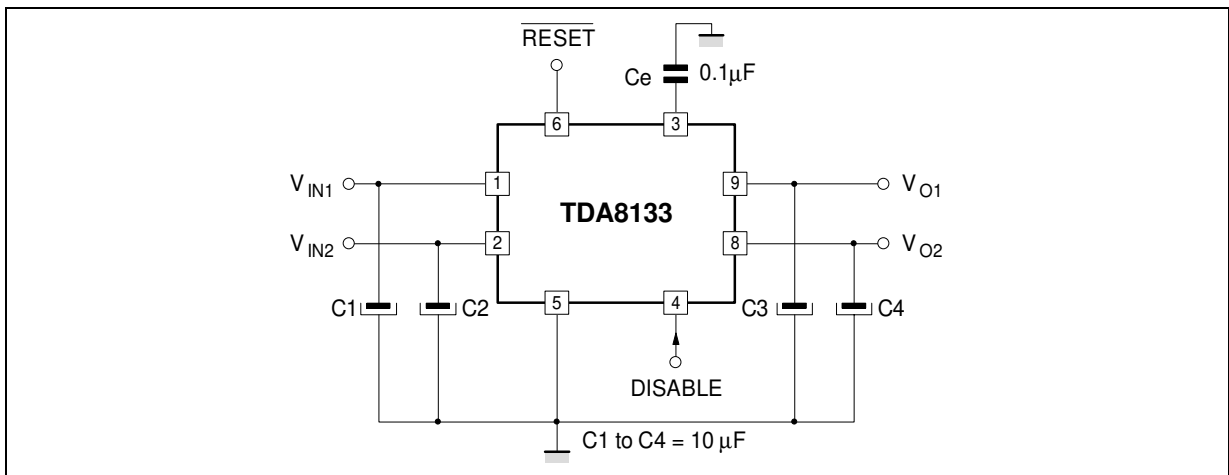 RESET
Ce 0.1μF
6 3
V IN1 1 9 V O1
TDA8133
V IN2 2 8 V O2
C1 C2 5 4 C3 C4
DISABLE
C1 to C4 = 10 μF